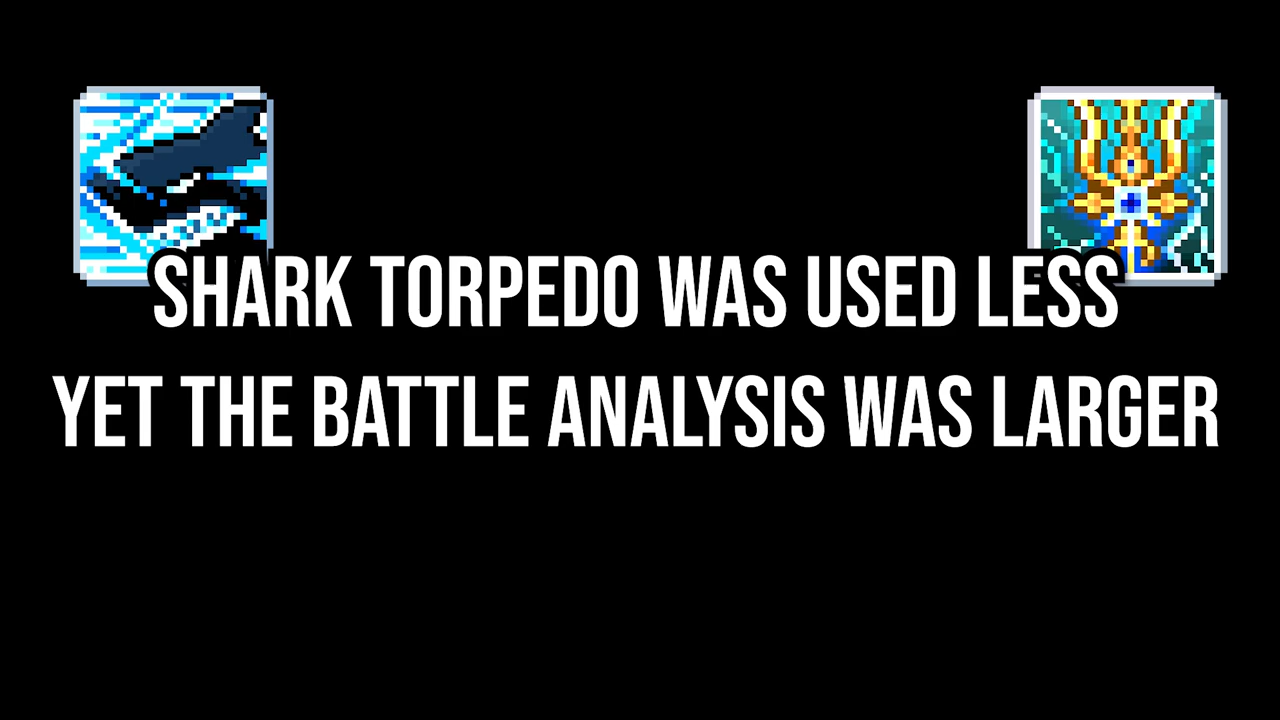 SHARK TORPEDO WAS USED LESS
YET THE BATTLE ANALYSIS WAS LARGER